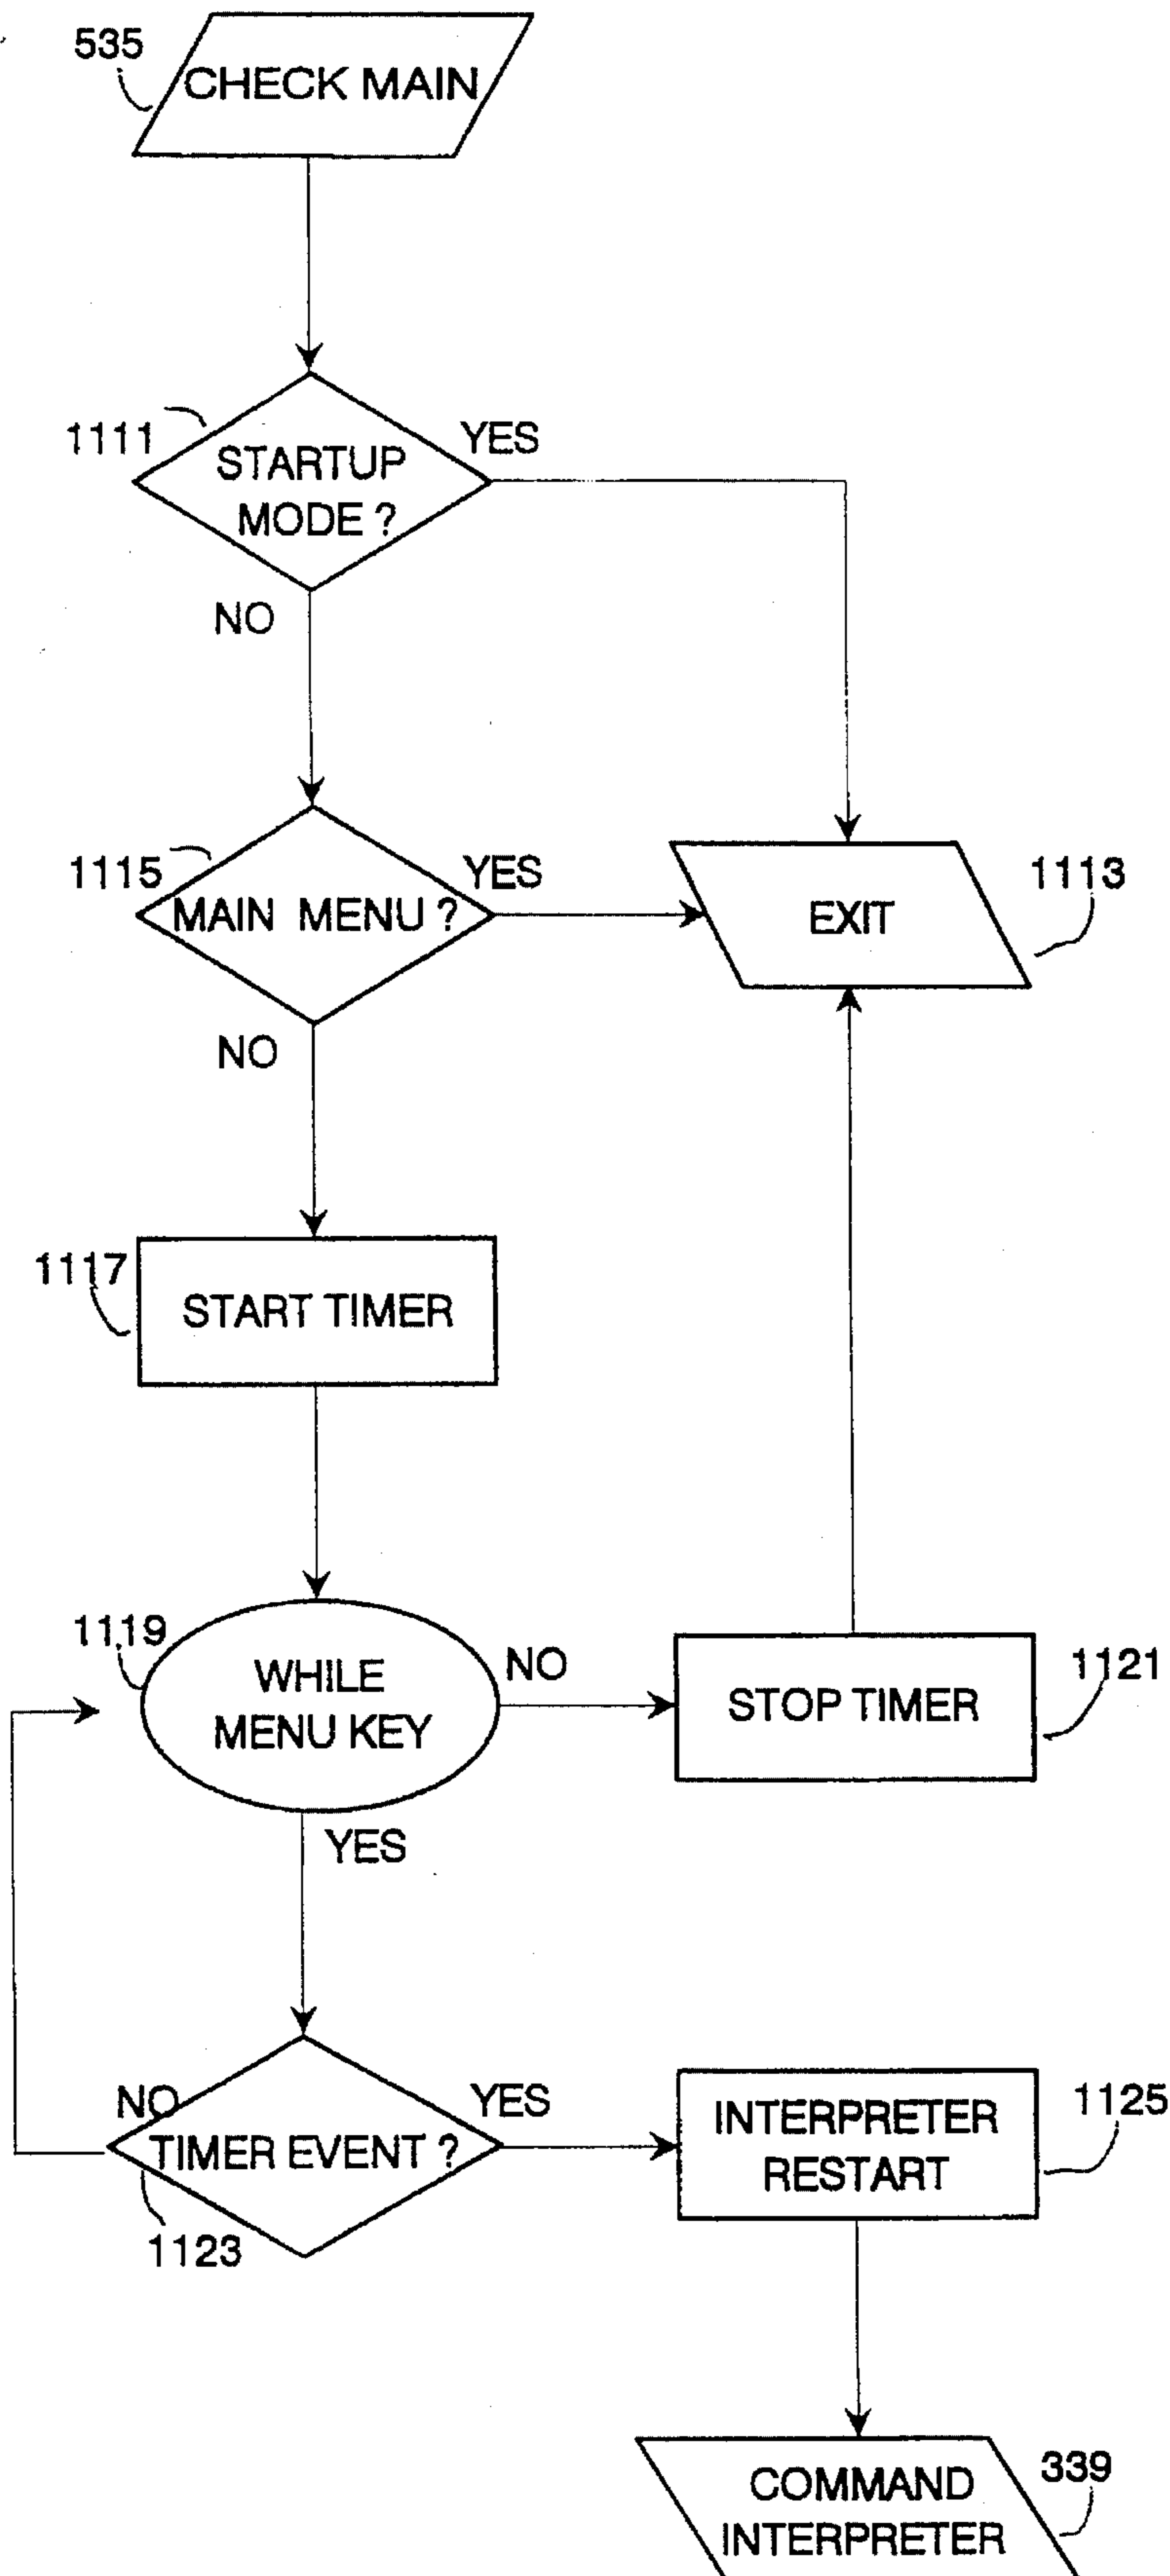 535
CHECK MAIN
1111
STARTUP
MODE ?
YES
NO
1115
MAIN MENU ?
YES
1113
EXIT
NO
1117
START TIMER
1119
WHILE
MENU KEY
NO
STOP TIMER
1121
YES
NO
TIMER EVENT ?
YES
1123
INTERPRETER
RESTART
1125
COMMAND
INTERPRETER
339